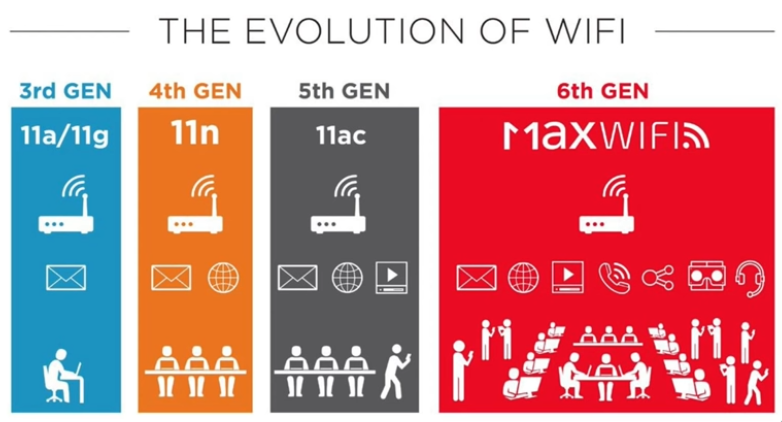 THE EVOLUTION OF WIFI
3rd GEN
4th GEN
5th GEN
6th GEN
11a/11g
11n
11ac
MaxWIFI